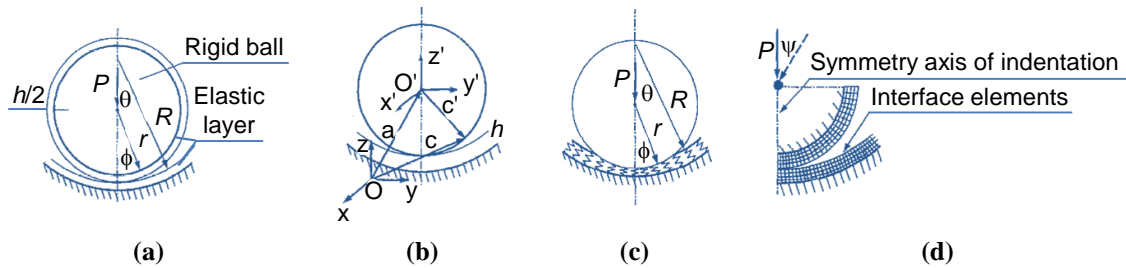 Rigid ball
P
θ
h/2
Elastic
layer
R
r
ϕ
(a)
z'
O'
y'
x'
c'
a
c
h
z
O
y
x
(b)
P
θ
R
r
ϕ
(c)
P
ψ
Symmetry axis of indentation
Interface elements
(d)